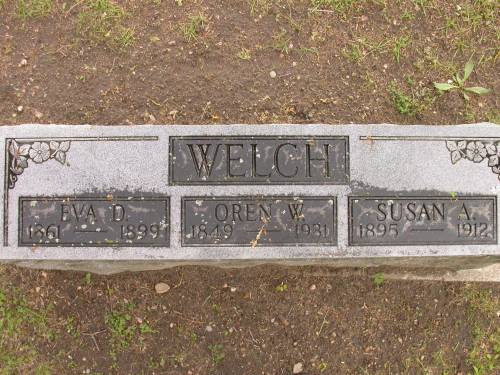 WELCH
EVA D.
1861 — 1899
OREN W.
1849 — 1931
SUSAN A.
1895 — 1912